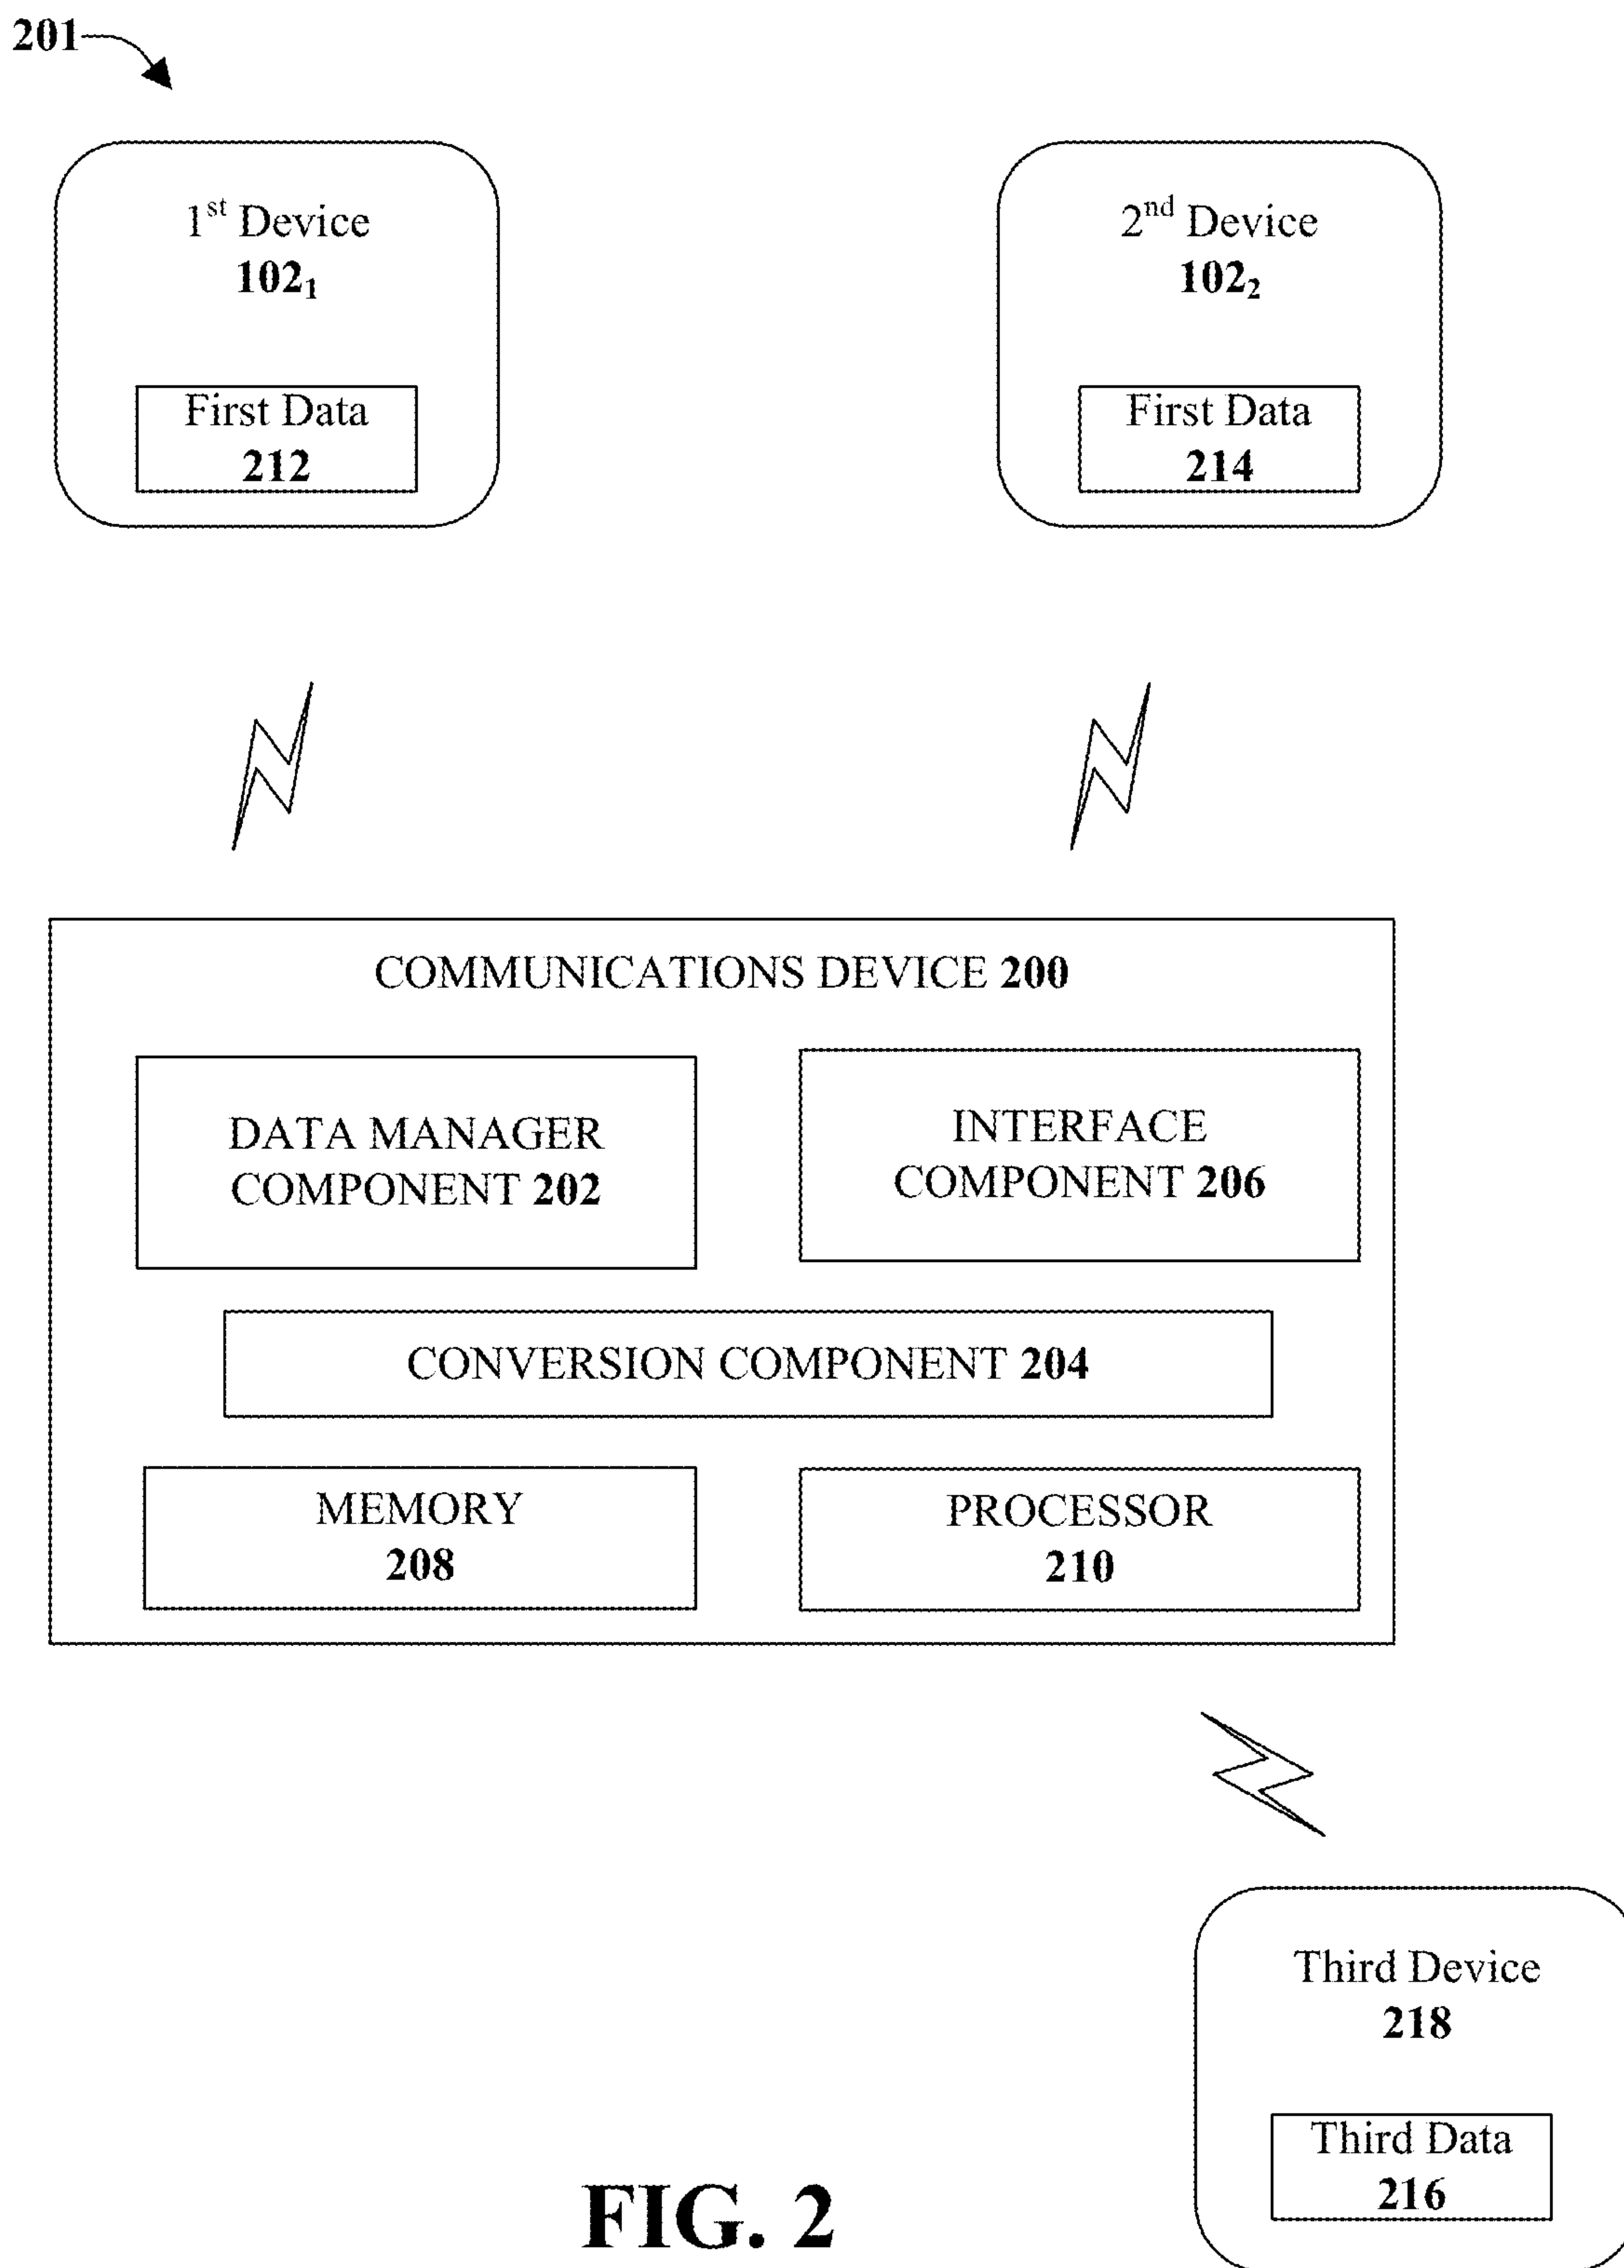 201
1st Device
102₁
First Data
212
2nd Device
102₂
First Data
214
COMMUNICATIONS DEVICE 200
DATA MANAGER
COMPONENT 202
INTERFACE
COMPONENT 206
CONVERSION COMPONENT 204
MEMORY
208
PROCESSOR
210
Third Device
218
Third Data
216
FIG. 2